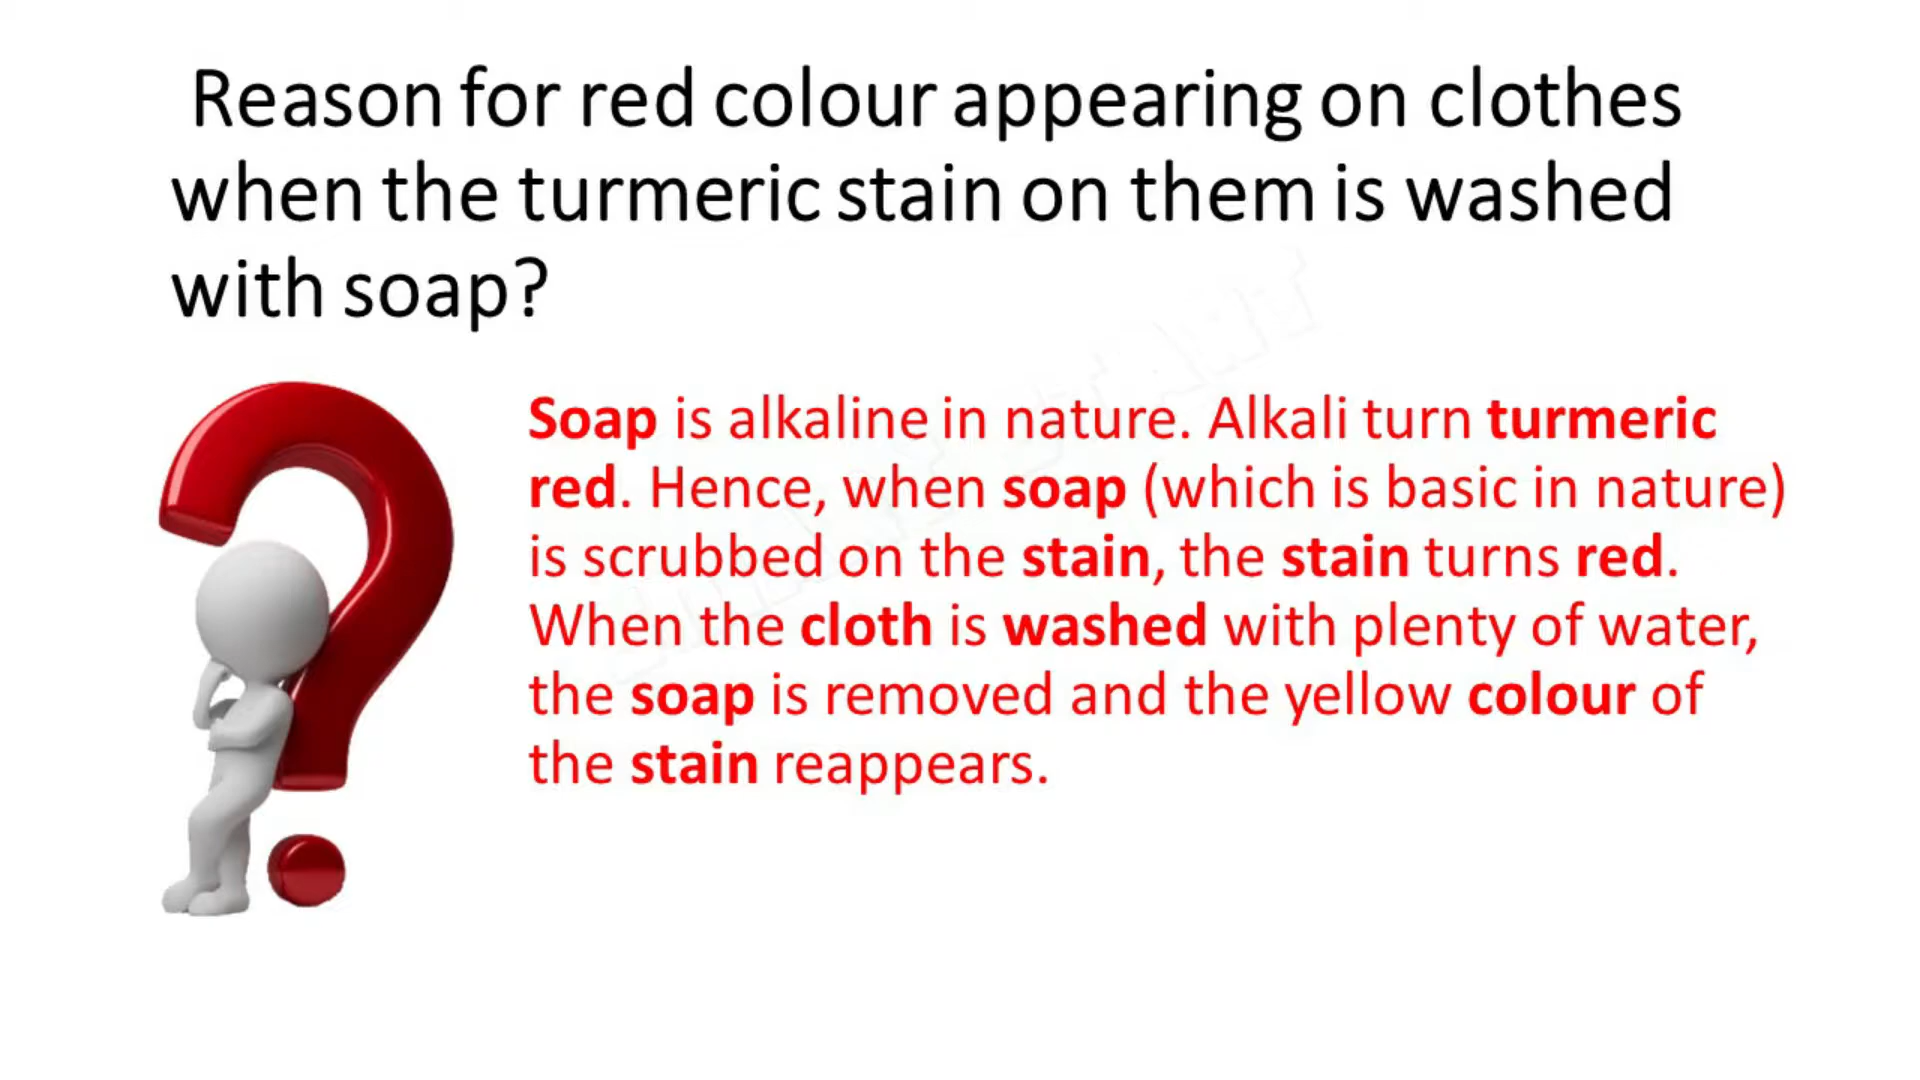 Reason for red colour appearing on clothes
when the turmeric stain on them is washed
with soap?
Soap is alkaline in nature. Alkali turn turmeric
red. Hence, when soap (which is basic in nature)
is scrubbed on the stain, the stain turns red.
When the cloth is washed with plenty of water,
the soap is removed and the yellow colour of
the stain reappears.